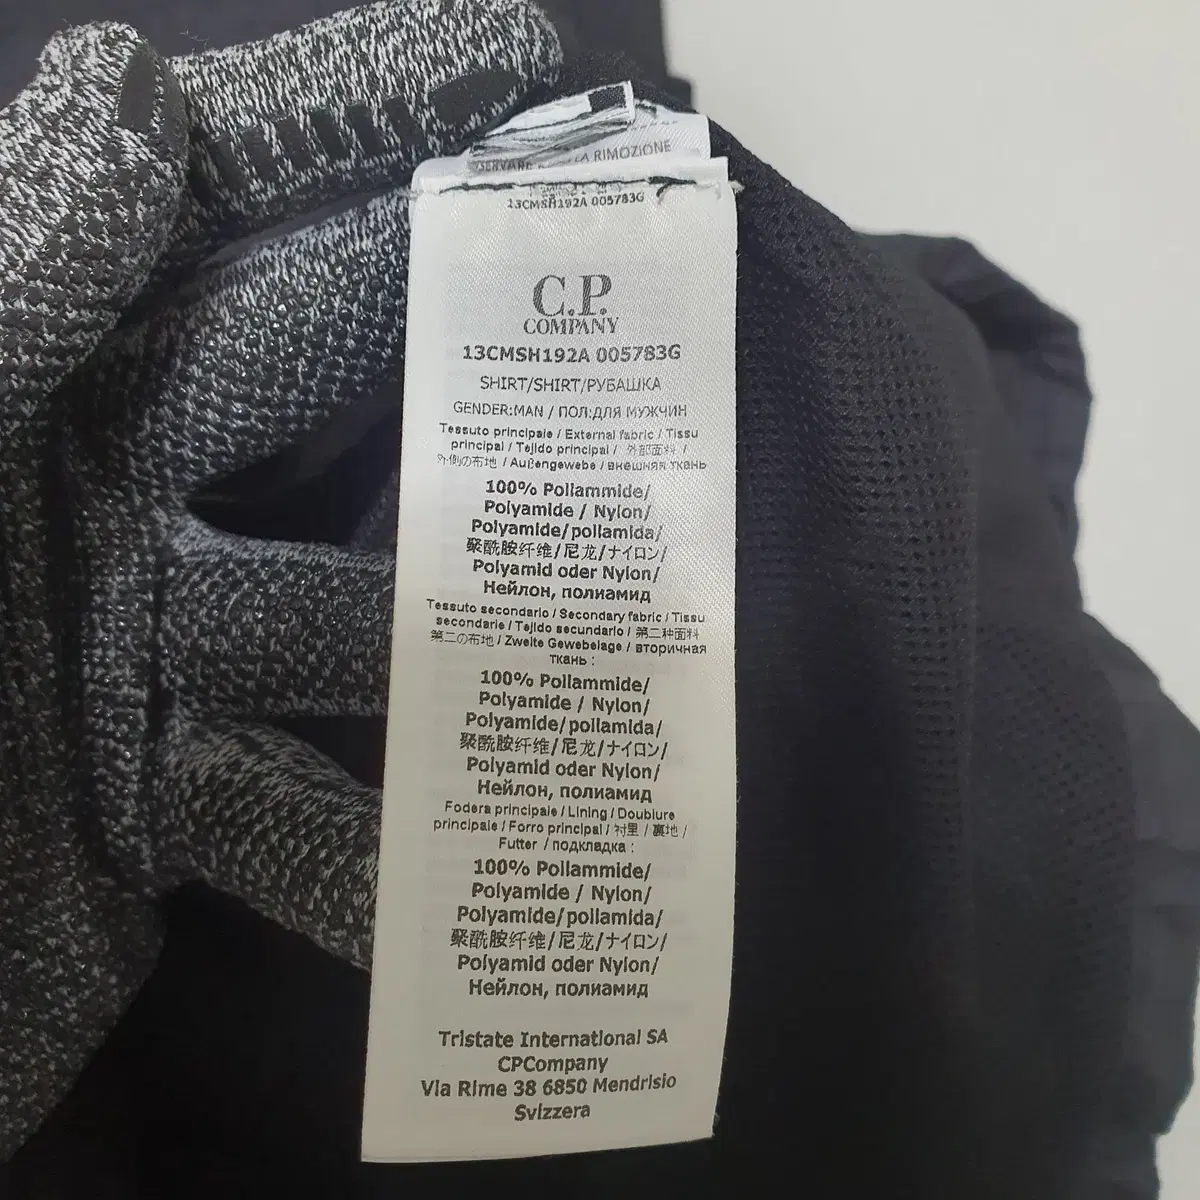 RIMOZIONE
13CMSH192A 005783G
C.P.
COMPANY
13CMSH192A 005783G
SHIRT/SHIRT/РУБАШКА
GENDER:MAN / ПОЛ:ДЛЯ МУЖЧИН
Tessuto principale / External fabric / Tissu
principal / Tejido principal / 外部面料 /
外側の布地 / Außengewebe / внешняя ткань
100% Poliammide/
Polyamide / Nylon/
Polyamide/poliamida/
聚酰胺纤维/尼龙/ナイロン/
Polyamid oder Nylon/
Нейлон, полиамид
Tessuto secondario / Secondary fabric / Tissu
secondarie / Tejido secundario / 第二种面料
第二の布地 / Zweite Gewebelage / вторичная
ткань :
100% Poliammide/
Polyamide / Nylon/
Polyamide/poliamida/
聚酰胺纤维/尼龙/ナイロン/
Polyamid oder Nylon/
Нейлон, полиамид
Fodera principale / Lining / Doublure
principale / Forro principal / 衬里 / 裏地 /
Futter / подкладка :
100% Poliammide/
Polyamide / Nylon/
Polyamide/poliamida/
聚酰胺纤维/尼龙/ナイロン/
Polyamid oder Nylon/
Нейлон, полиамид
Tristate International SA
CPCompany
Via Rime 38 6850 Mendrisio
Svizzera